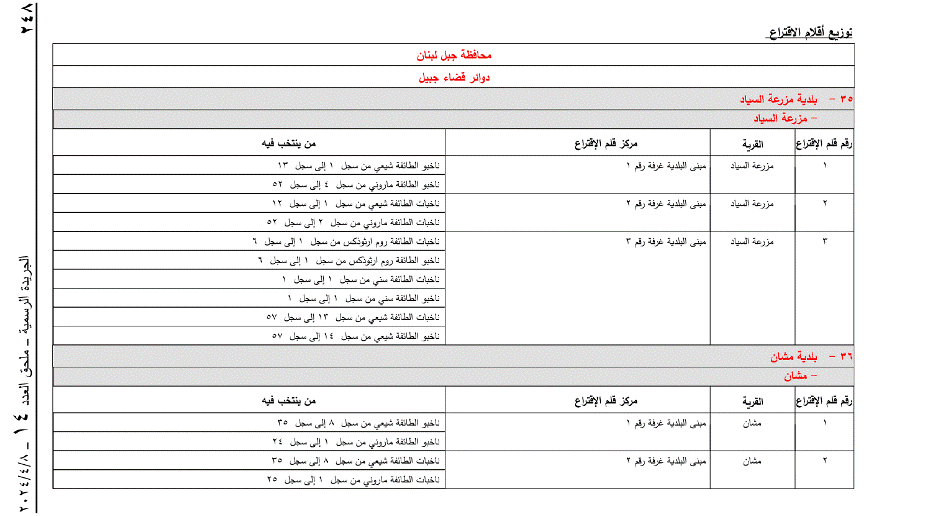 توزيع أقلام الاقتراع
محافظة جبل لبنان
دوائر قضاء جبيل
٣٥ - بلدية مزرعة السياد
- مزرعة السياد
رقم قلم الإقتراع القرية مركز قلم الإقتراع من ينتخب فيه
١ مزرعة السياد مبنى البلدية غرفة رقم ١ ناخبو الطائفة شيعي من سجل ١ إلى سجل ١٣
ناخبو الطائفة ماروني من سجل ٤ إلى سجل ٥٢
٢ مزرعة السياد مبنى البلدية غرفة رقم ٢ ناخبات الطائفة شيعي من سجل ١ إلى سجل ١٢
ناخبات الطائفة ماروني من سجل ٢ إلى سجل ٥٢
٣ مزرعة السياد مبنى البلدية غرفة رقم ٣ ناخبات الطائفة روم ارثوذكس من سجل ١ إلى سجل ٦
ناخبو الطائفة روم ارثوذكس من سجل ١ إلى سجل ٦
ناخبات الطائفة سني من سجل ١ إلى سجل ١
ناخبو الطائفة سني من سجل ١ إلى سجل ١
ناخبات الطائفة شيعي من سجل ١٣ إلى سجل ٥٧
ناخبو الطائفة شيعي من سجل ١٤ إلى سجل ٥٧
٣٦ - بلدية مشان
- مشان
رقم قلم الإقتراع القرية مركز قلم الإقتراع من ينتخب فيه
١ مشان مبنى البلدية غرفة رقم ١ ناخبو الطائفة شيعي من سجل ٨ إلى سجل ٣٥
ناخبو الطائفة ماروني من سجل ١ إلى سجل ٢٤
٢ مشان مبنى البلدية غرفة رقم ٢ ناخبات الطائفة شيعي من سجل ٨ إلى سجل ٣٥
ناخبات الطائفة ماروني من سجل ١ إلى سجل ٢٥
٢٤٨
الجريدة الرسمية – ملحق العدد ١٤ – ٢٠٢٤/٤/٨